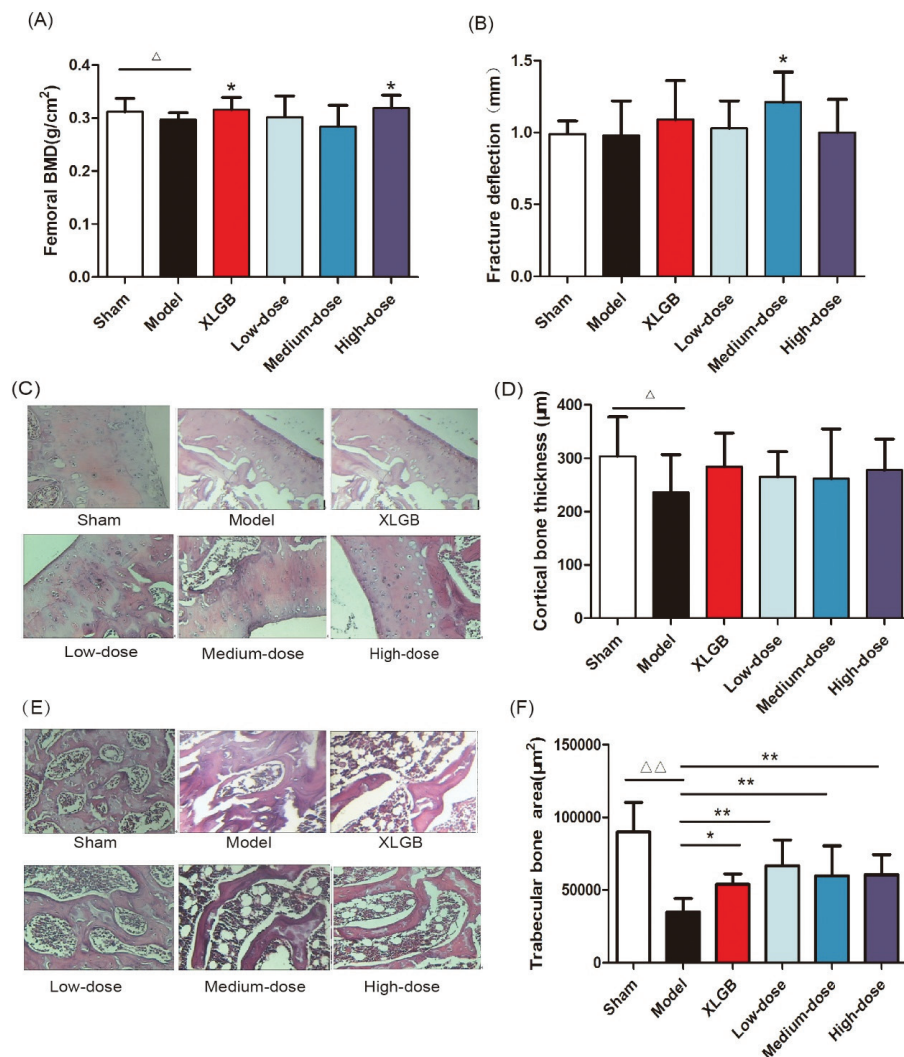 (A)
Femoral BMD(g/cm²)
0.4
0.3
0.2
0.1
0.0
△
*
*
Sham
Model
XLGB
Low-dose
Medium-dose
High-dose
(B)
Fracture deflection（mm）
1.5
1.0
0.5
0.0
*
Sham
Model
XLGB
Low-dose
Medium-dose
High-dose
(C)
Sham
Model
XLGB
Low-dose
Medium-dose
High-dose
(D)
Cortical bone thickness (μm)
400
300
200
100
0
△
Sham
Model
XLGB
Low-dose
Medium-dose
High-dose
（E)
Sham
Model
XLGB
Low-dose
Medium-dose
High-dose
(F)
Trabecular bone area(μm²)
150000
100000
50000
0
△△
**
**
**
*
Sham
Model
XLGB
Low-dose
Medium-dose
High-dose